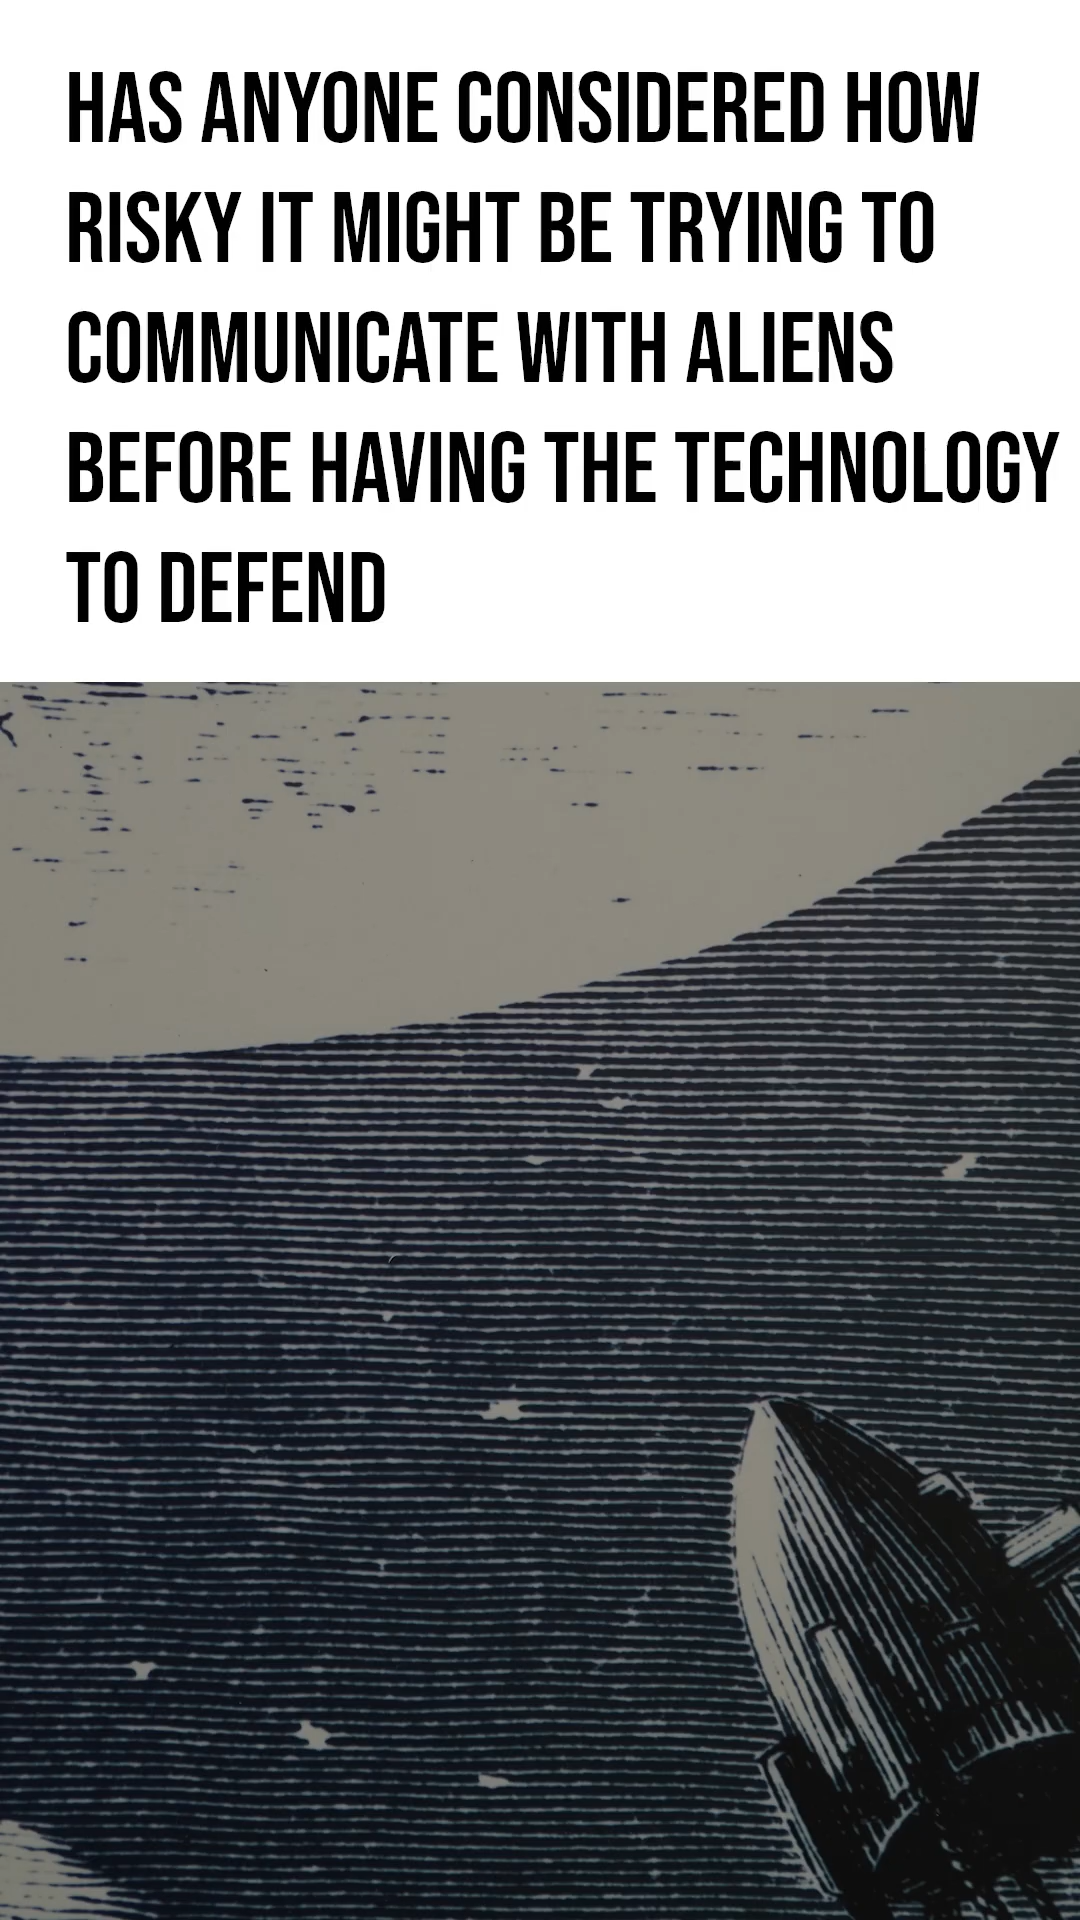 HAS ANYONE CONSIDERED HOW
RISKY IT MIGHT BE TRYING TO
COMMUNICATE WITH ALIENS
BEFORE HAVING THE TECHNOLOGY
TO DEFEND